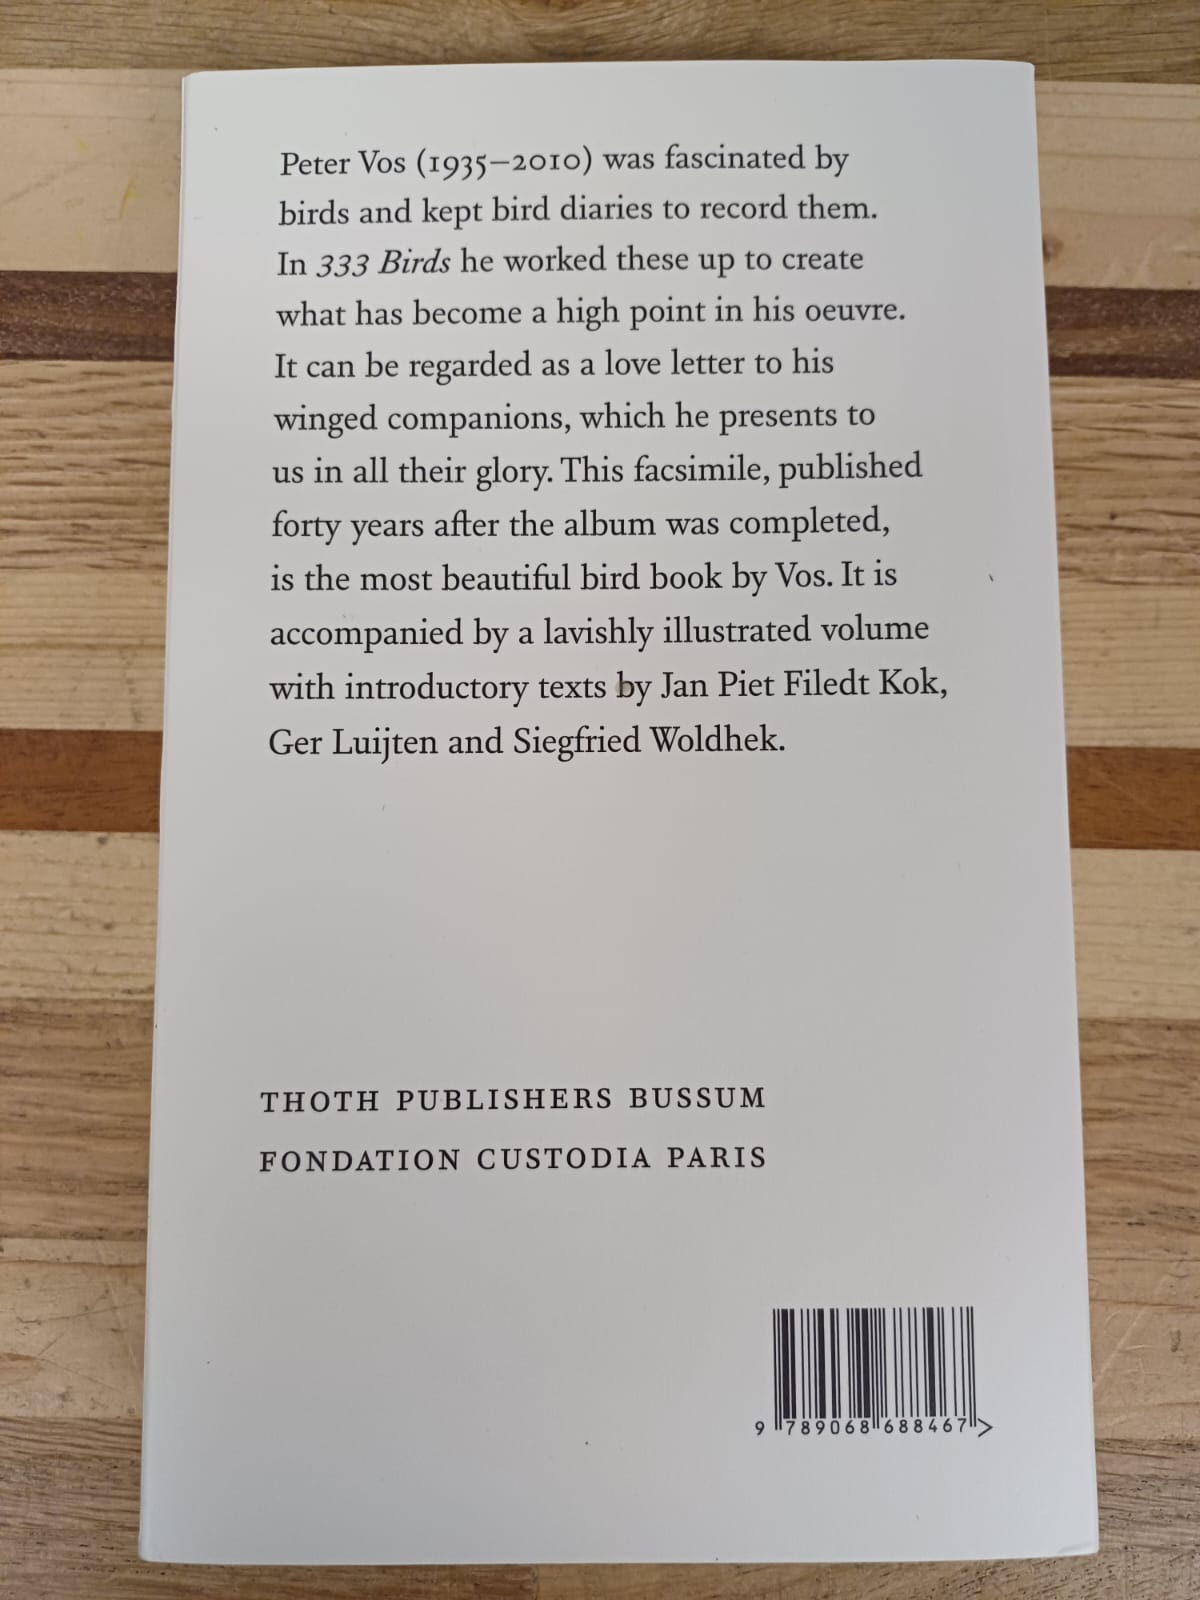 Peter Vos (1935–2010) was fascinated by
birds and kept bird diaries to record them.
In 333 Birds he worked these up to create
what has become a high point in his oeuvre.
It can be regarded as a love letter to his
winged companions, which he presents to
us in all their glory. This facsimile, published
forty years after the album was completed,
is the most beautiful bird book by Vos. It is
accompanied by a lavishly illustrated volume
with introductory texts by Jan Piet Filedt Kok,
Ger Luijten and Siegfried Woldhek.
THOTH PUBLISHERS BUSSUM
FONDATION CUSTODIA PARIS
9 789068 688467 >